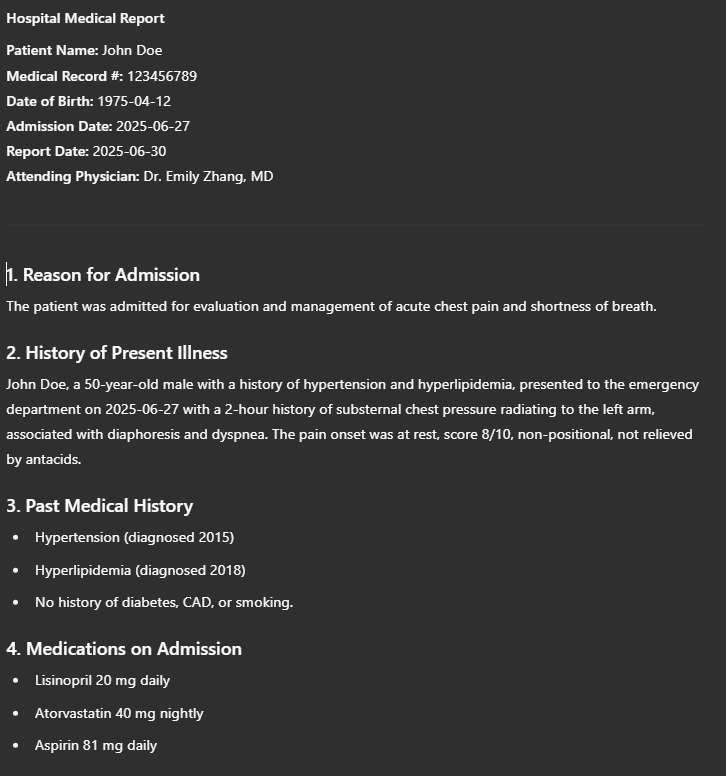 Hospital Medical Report
Patient Name: John Doe
Medical Record #: 123456789
Date of Birth: 1975-04-12
Admission Date: 2025-06-27
Report Date: 2025-06-30
Attending Physician: Dr. Emily Zhang, MD
1. Reason for Admission
The patient was admitted for evaluation and management of acute chest pain and shortness of breath.
2. History of Present Illness
John Doe, a 50-year-old male with a history of hypertension and hyperlipidemia, presented to the emergency
department on 2025-06-27 with a 2-hour history of substernal chest pressure radiating to the left arm,
associated with diaphoresis and dyspnea. The pain onset was at rest, score 8/10, non-positional, not relieved
by antacids.
3. Past Medical History
• Hypertension (diagnosed 2015)
• Hyperlipidemia (diagnosed 2018)
• No history of diabetes, CAD, or smoking.
4. Medications on Admission
• Lisinopril 20 mg daily
• Atorvastatin 40 mg nightly
• Aspirin 81 mg daily